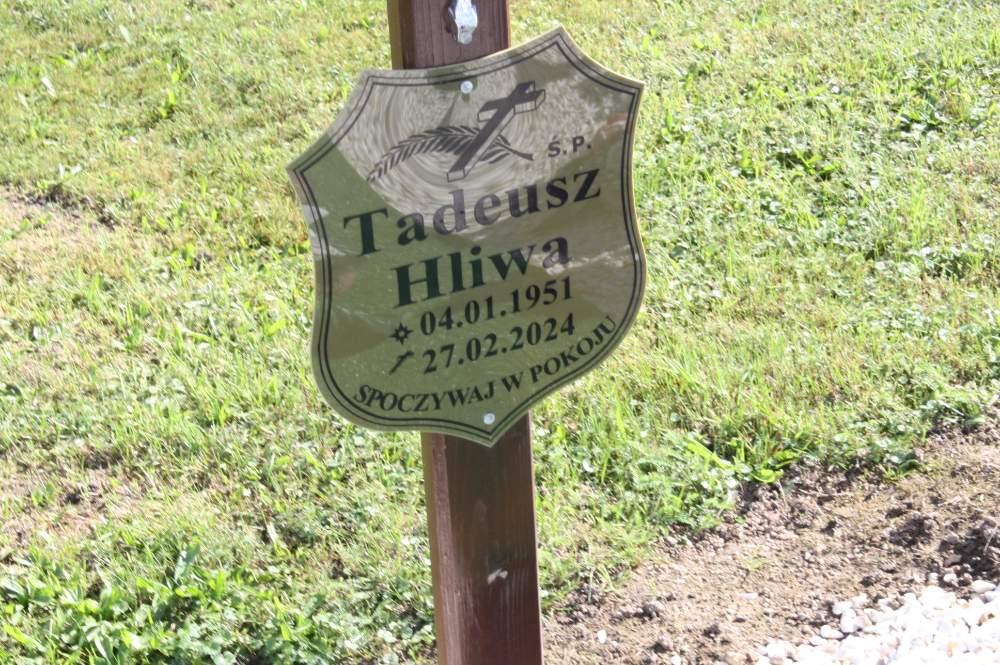 Ś.P.
Tadeusz
Hliwa
04.01.1951
27.02.2024
SPOCZYWAJ W POKOJU